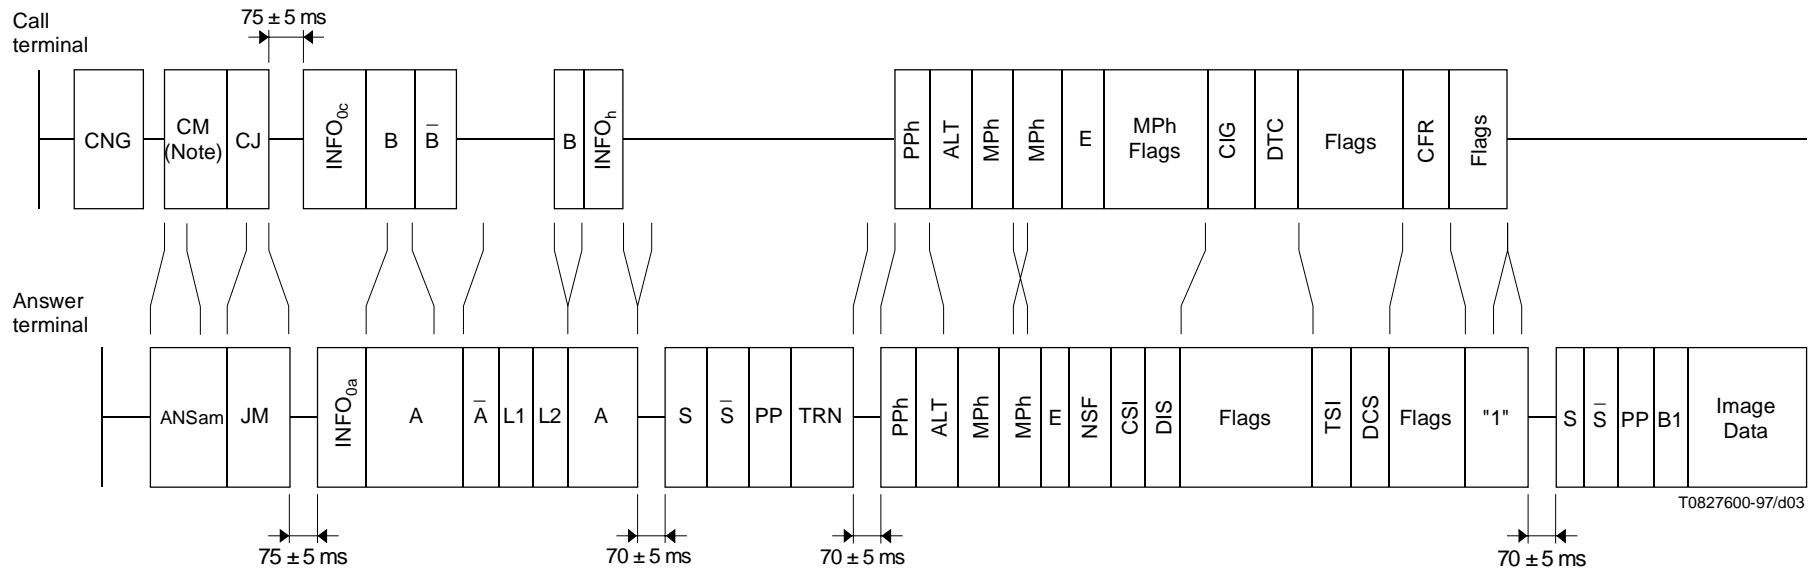 75 ± 5 ms
Call
terminal
CNG
CM
(Note)
CJ
INFO0c
B
B̅
B
INFOh
PPh
ALT
MPh
MPh
E
MPh
Flags
CIG
DTC
Flags
CFR
Flags
Answer
terminal
ANSam
JM
INFO0a
A
A̅
L1
L2
A
S
S̅
PP
TRN
PPh
ALT
MPh
MPh
E
NSF
CSI
DIS
Flags
TSI
DCS
Flags
"1"
S
S̅
PP
B1
Image
Data
T0827600-97/d03
75 ± 5 ms
70 ± 5 ms
70 ± 5 ms
70 ± 5 ms